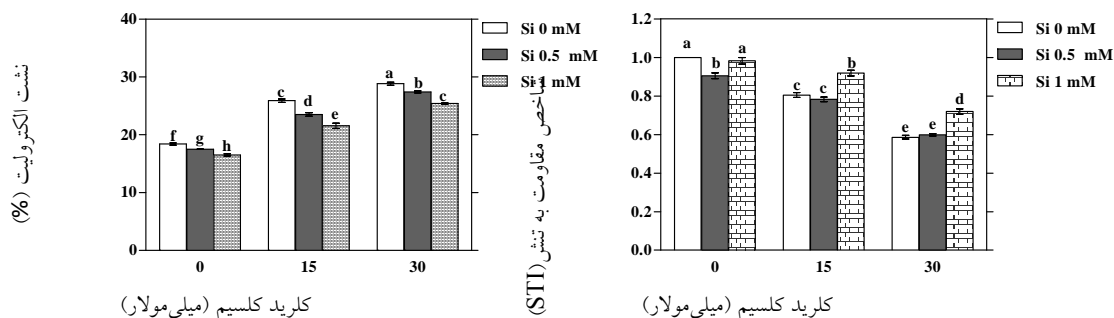 نشت الکترولیت (%)
40
30
20
10
0
f g h
c d e
a b c
0 15 30
کلرید کلسیم (میلی‌مولار)
Si 0 mM
Si 0.5 mM
Si 1 mM
شاخص مقاومت به تنش(STI)
1.0
0.8
0.6
0.4
0.2
0.0
a b a
c c b
e e d
0 15 30
کلرید کلسیم (میلی‌مولار)
Si 0 mM
Si 0.5 mM
Si 1 mM